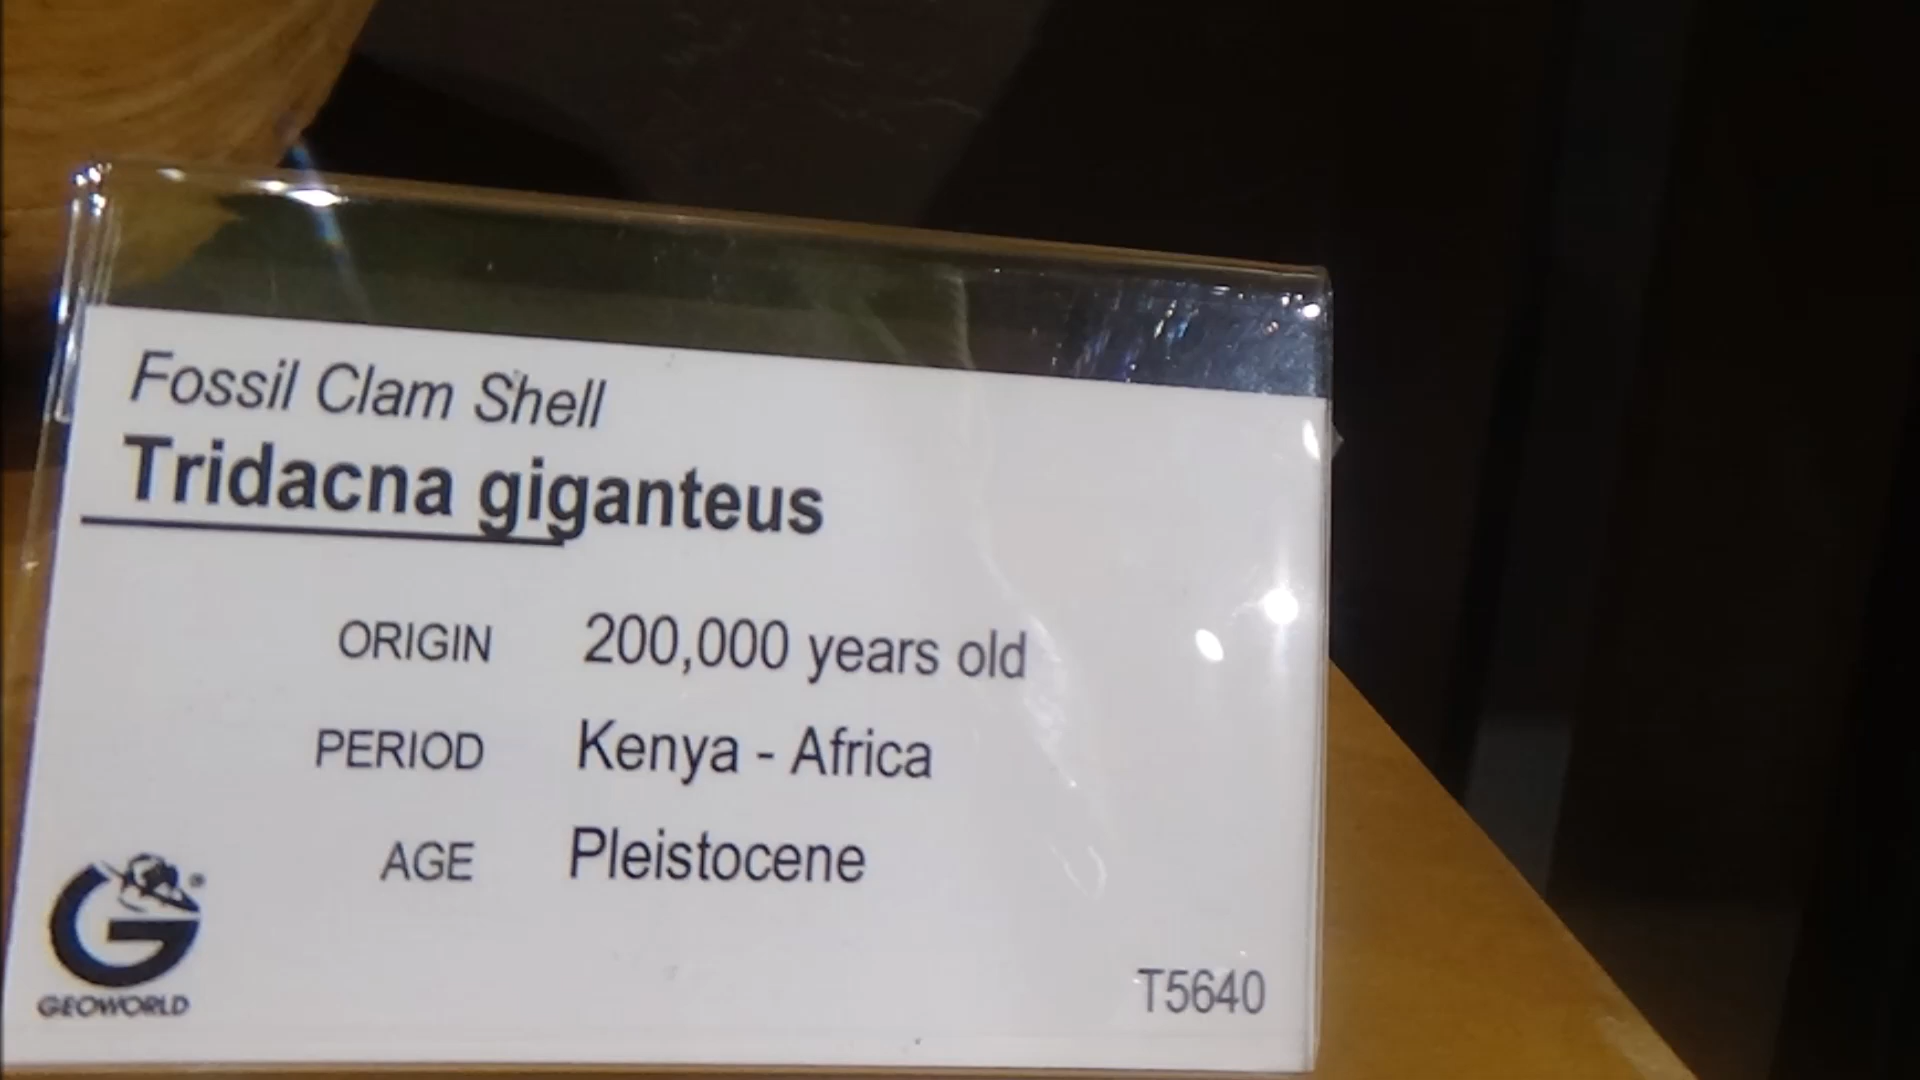 Fossil Clam Shell
Tridacna giganteus
ORIGIN 200,000 years old
PERIOD Kenya - Africa
AGE Pleistocene
G®
GEOWORLD
T5640